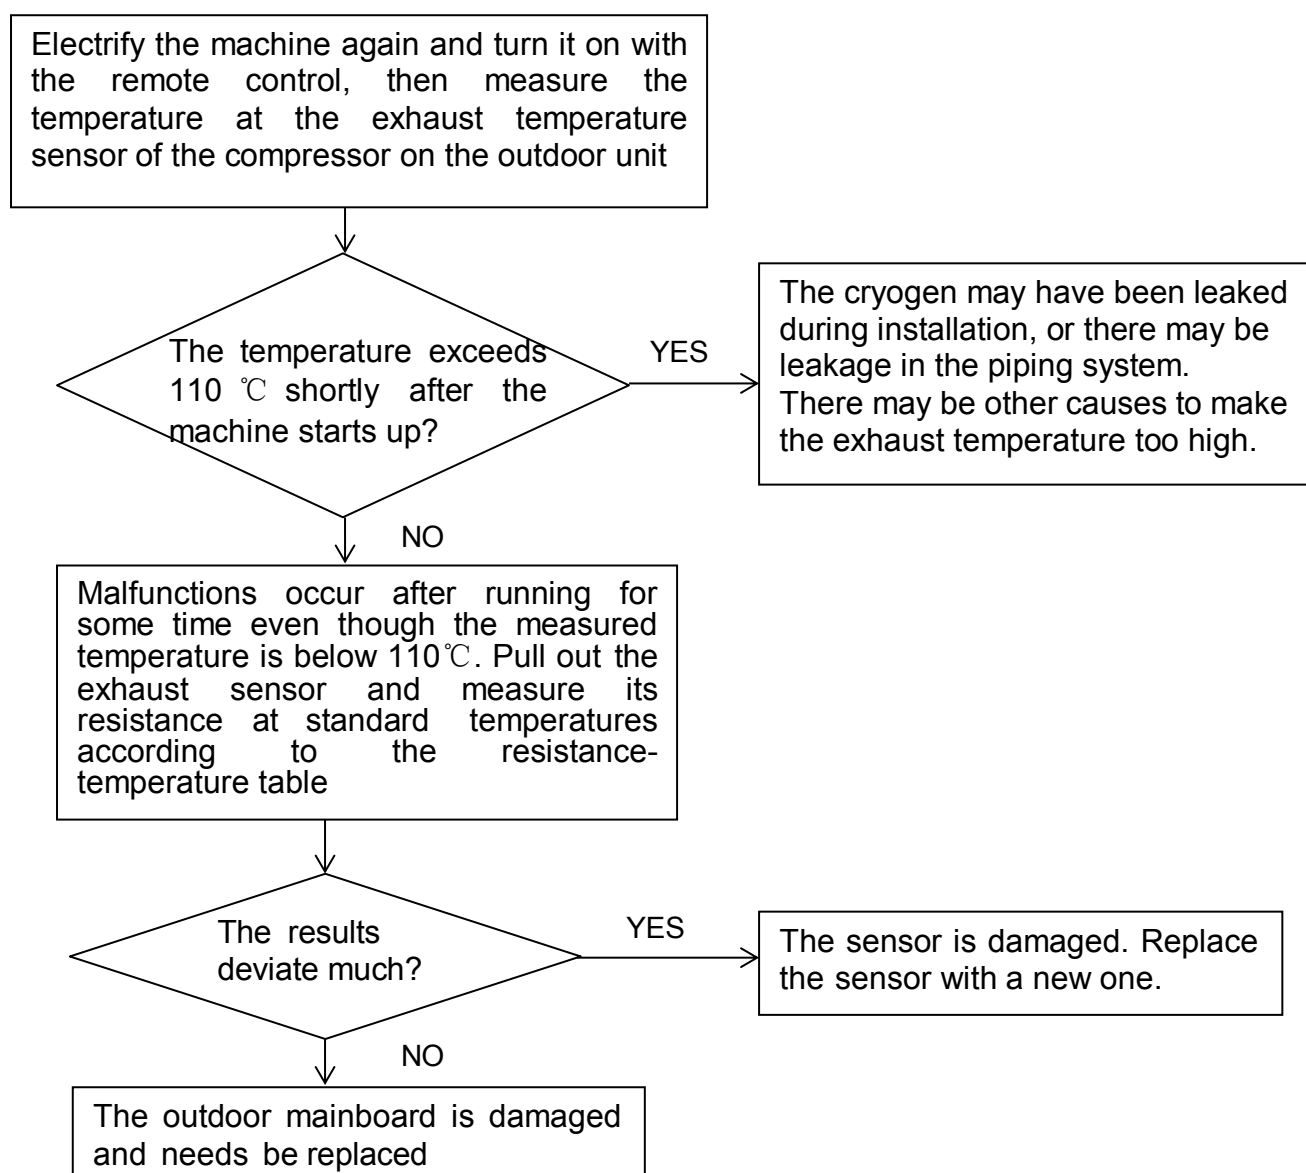 Electrify the machine again and turn it on with
the remote control, then measure the
temperature at the exhaust temperature
sensor of the compressor on the outdoor unit
The temperature exceeds
110 ℃ shortly after the
machine starts up?
YES
The cryogen may have been leaked
during installation, or there may be
leakage in the piping system.
There may be other causes to make
the exhaust temperature too high.
NO
Malfunctions occur after running for
some time even though the measured
temperature is below 110℃. Pull out the
exhaust sensor and measure its
resistance at standard temperatures
according to the resistance-
temperature table
The results
deviate much?
YES
The sensor is damaged. Replace
the sensor with a new one.
NO
The outdoor mainboard is damaged
and needs be replaced